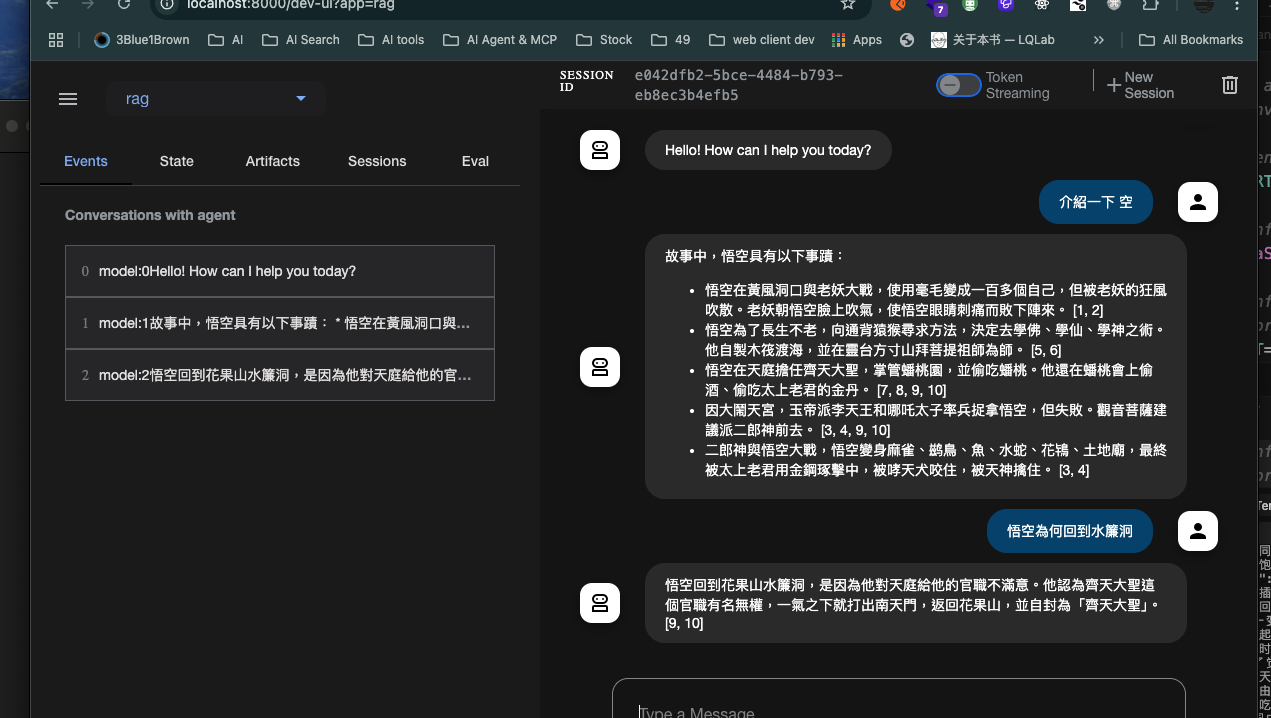 localhost:8000/dev-ui?app=rag
7
3Blue1Brown
AI
AI Search
AI tools
AI Agent & MCP
Stock
49
web client dev
Apps
关于本书 — LQLab
»
All Bookmarks
rag
SESSION ID
e042dfb2-5bce-4484-b793-
eb8ec3b4efb5
Token
Streaming
New
Session
Events
State
Artifacts
Sessions
Eval
Conversations with agent
0 model:0Hello! How can I help you today?
1 model:1故事中，悟空具有以下事蹟： * 悟空在黃風洞口與...
2 model:2悟空回到花果山水簾洞，是因為他對天庭給他的官...
Hello! How can I help you today?
介紹一下 空
故事中，悟空具有以下事蹟：
• 悟空在黃風洞口與老妖大戰，使用毫毛變成一百多個自己，但被老妖的狂風
吹散。老妖朝悟空臉上吹氣，使悟空眼睛刺痛而敗下陣來。 [1, 2]
• 悟空為了長生不老，向通背猿猴尋求方法，決定去學佛、學仙、學神之術。
他自製木筏渡海，並在靈台方寸山拜菩提祖師為師。 [5, 6]
• 悟空在天庭擔任齊天大聖，掌管蟠桃園，並偷吃蟠桃。他還在蟠桃會上偷
酒、偷吃太上老君的金丹。 [7, 8, 9, 10]
• 因大鬧天宮，玉帝派李天王和哪吒太子率兵捉拿悟空，但失敗。觀音菩薩建
議派二郎神前去。 [3, 4, 9, 10]
• 二郎神與悟空大戰，悟空變身麻雀、鷀鳥、魚、水蛇、花鴇、土地廟，最終
被太上老君用金鋼琢擊中，被哮天犬咬住，被天神擒住。 [3, 4]
悟空為何回到水簾洞
悟空回到花果山水簾洞，是因為他對天庭給他的官職不滿意。他認為齊天大聖這
個官職有名無權，一氣之下就打出南天門，返回花果山，並自封為「齊天大聖」。
[9, 10]
Type a Message